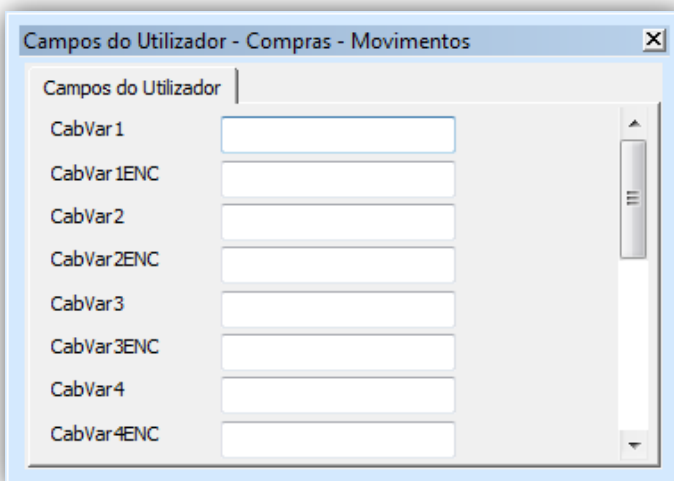 Campos do Utilizador - Compras - Movimentos
Campos do Utilizador
CabVar1
CabVar1ENC
CabVar2
CabVar2ENC
CabVar3
CabVar3ENC
CabVar4
CabVar4ENC